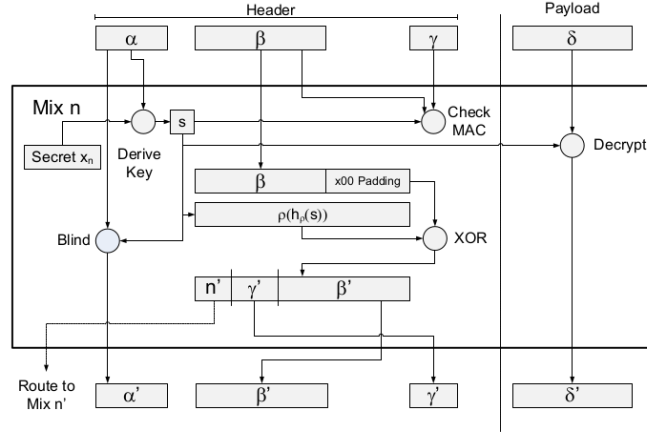 Header
Payload
α
β
γ
δ
Mix n
s
Check
MAC
Secret xn
Derive
Key
Decrypt
β
x00 Padding
ρ(hρ(s))
Blind
XOR
n'
γ'
β'
Route to
Mix n'
α'
β'
γ'
δ'